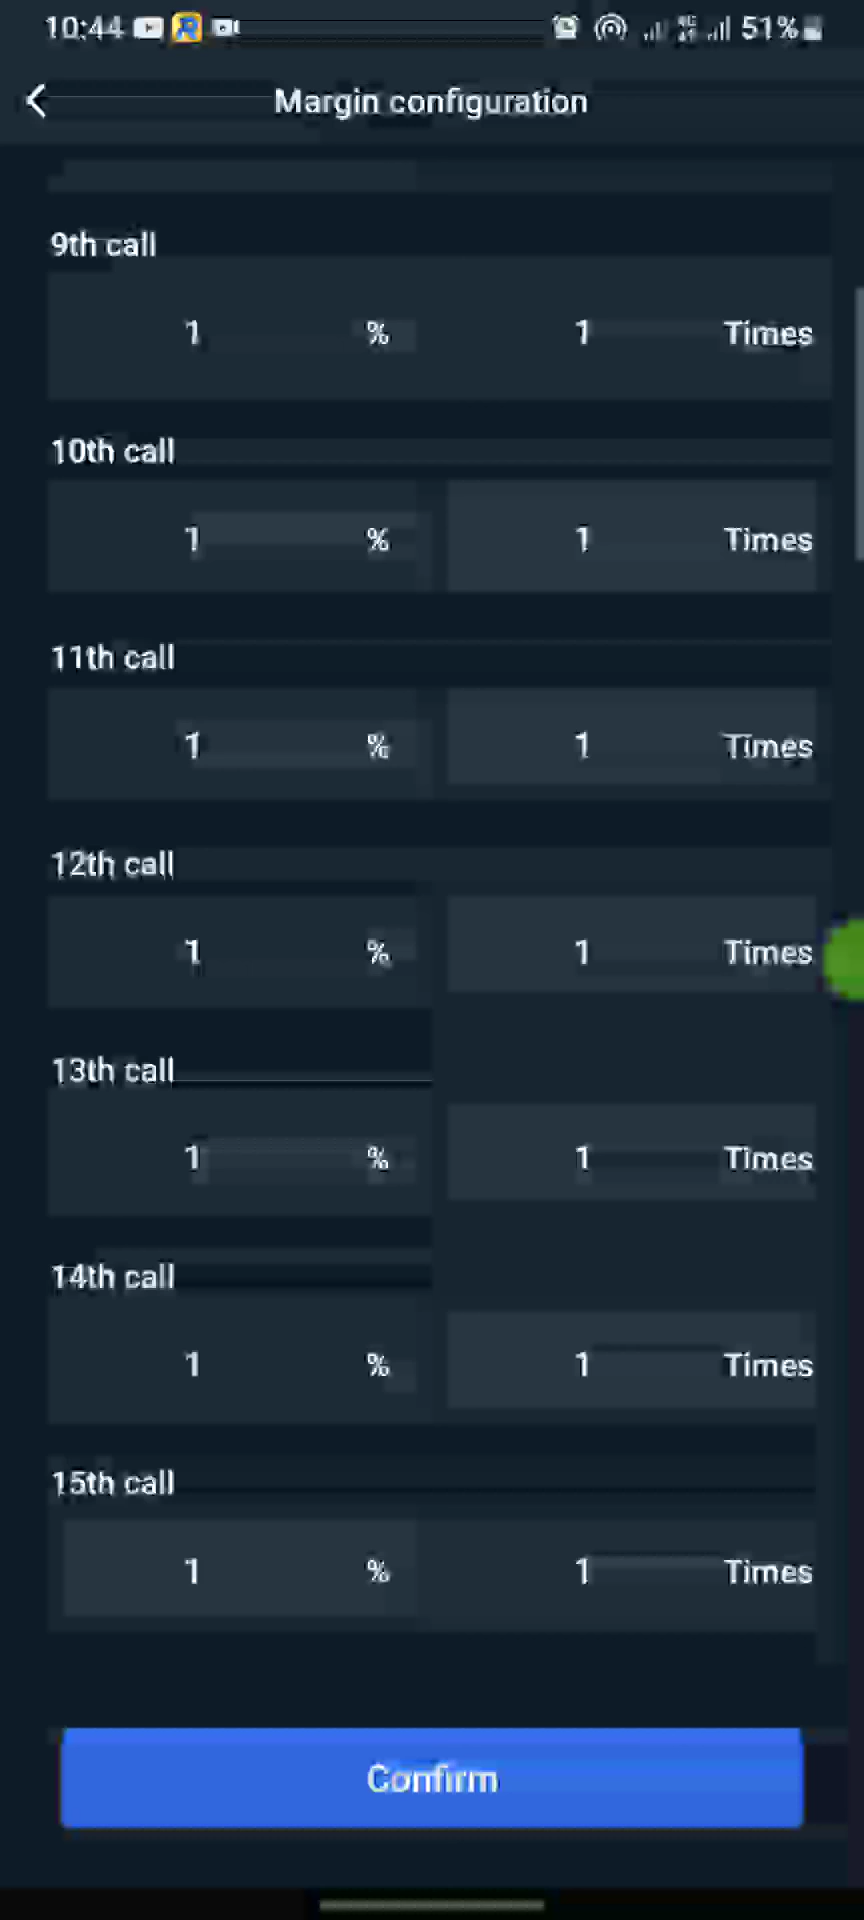 10:44 51%
Margin configuration
9th call
1 % 1 Times
10th call
1 % 1 Times
11th call
1 % 1 Times
12th call
1 % 1 Times
13th call
1 % 1 Times
14th call
1 % 1 Times
15th call
1 % 1 Times
Confirm